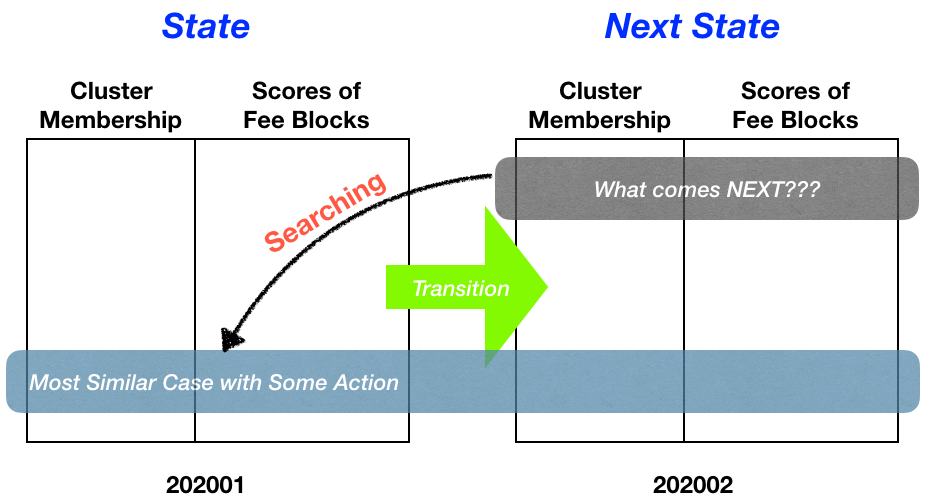 State
Next State
Cluster
Membership
Scores of
Fee Blocks
Cluster
Membership
Scores of
Fee Blocks
What comes NEXT???
Searching
Transition
Most Similar Case with Some Action
202001
202002